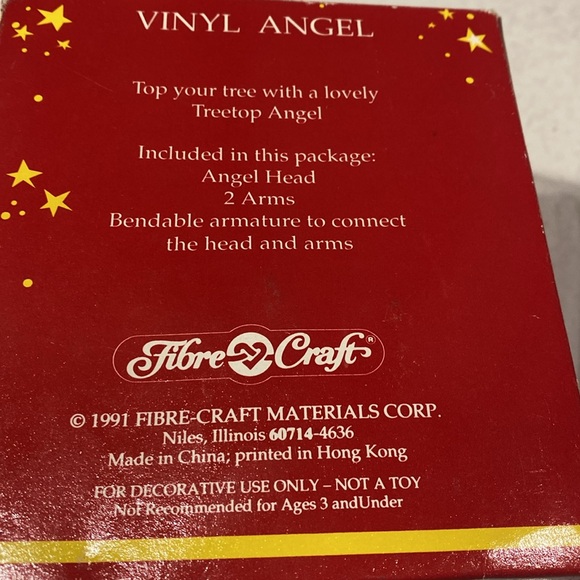 VINYL ANGEL
Top your tree with a lovely
Treetop Angel
Included in this package:
Angel Head
2 Arms
Bendable armature to connect
the head and arms
Fibre Craft®
© 1991 FIBRE-CRAFT MATERIALS CORP.
Niles, Illinois 60714-4636
Made in China; printed in Hong Kong
FOR DECORATIVE USE ONLY – NOT A TOY
Not Recommended for Ages 3 andUnder